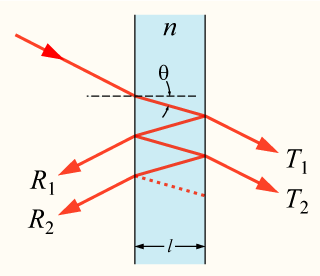 n
θ
R₁
T₁
R₂
T₂
l